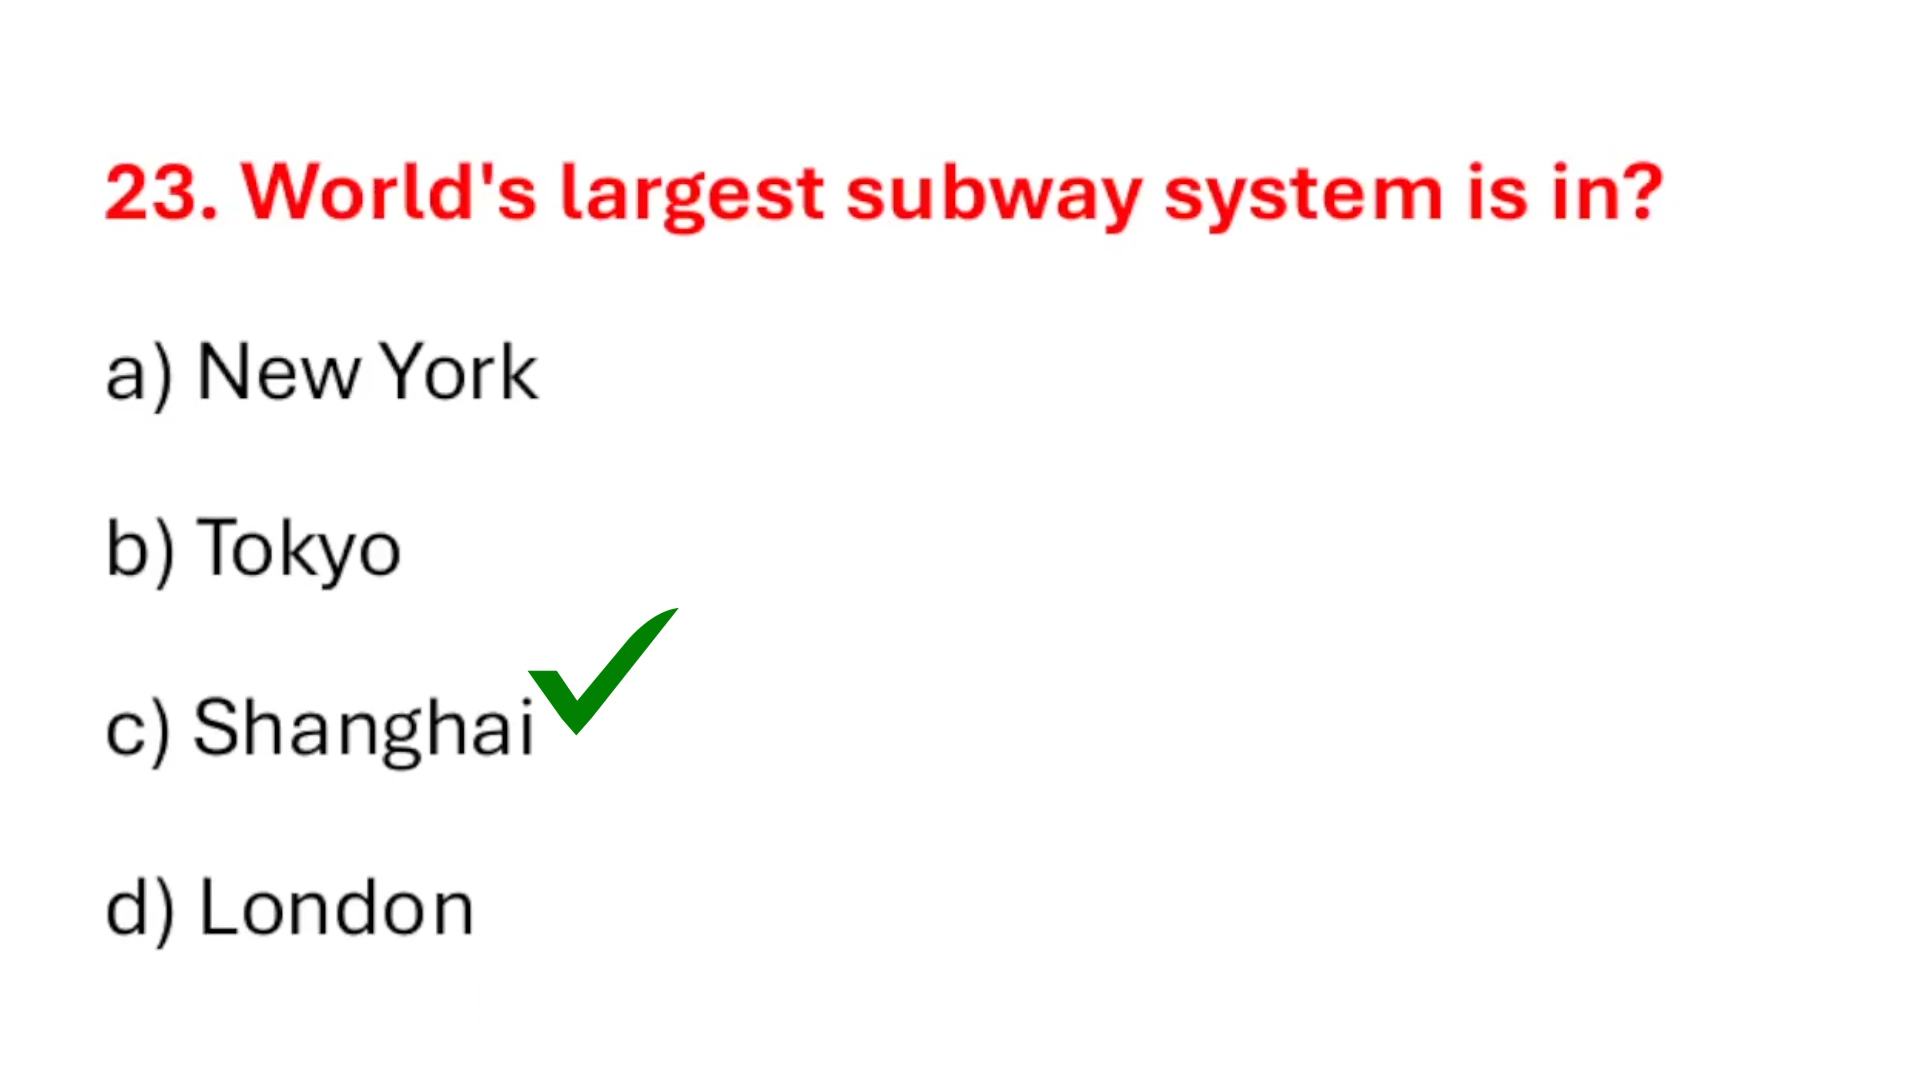 23. World's largest subway system is in?
a) New York
b) Tokyo
c) Shanghai
d) London